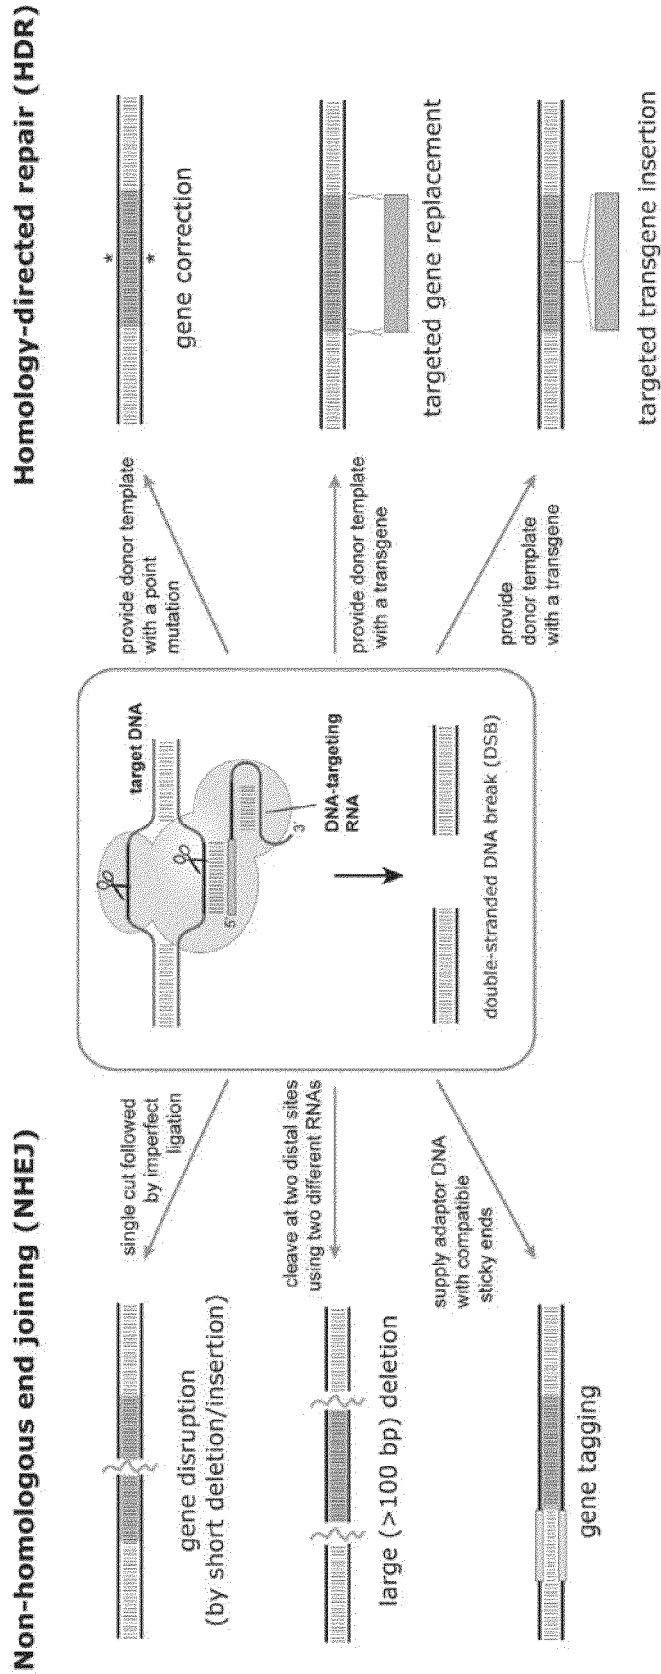 Non-homologous end joining (NHEJ)
Homology-directed repair (HDR)
single cut followed
by imperfect
ligation
gene disruption
(by short deletion/insertion)
cleave at two distal sites
using two different RNAs
large (>100 bp) deletion
supply adaptor DNA
with compatible
sticky ends
gene tagging
target DNA
5'
3'
DNA-targeting
RNA
double-stranded DNA break (DSB)
provide donor template
with a point
mutation
*
*
gene correction
provide donor template
with a transgene
targeted gene replacement
provide
donor template
with a transgene
targeted transgene insertion